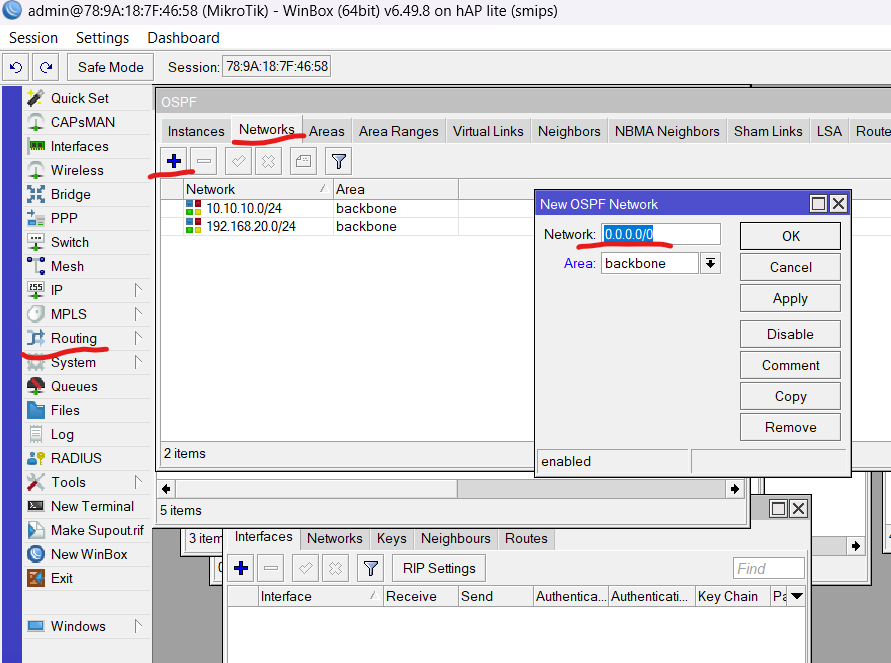 admin@78:9A:18:7F:46:58 (MikroTik) - WinBox (64bit) v6.49.8 on hAP lite (smips)
Session Settings Dashboard
Safe Mode Session: 78:9A:18:7F:46:58
Quick Set
CAPsMAN
Interfaces
Wireless
Bridge
PPP
Switch
Mesh
IP
MPLS
Routing
System
Queues
Files
Log
RADIUS
Tools
New Terminal
Make Supout.rif
New WinBox
Exit
Windows
OSPF
Instances Networks Areas Area Ranges Virtual Links Neighbors NBMA Neighbors Sham Links LSA Route
Network Area
10.10.10.0/24 backbone
192.168.20.0/24 backbone
2 items
New OSPF Network
Network: 0.0.0.0/0
Area: backbone
OK
Cancel
Apply
Disable
Comment
Copy
Remove
enabled
5 items
3 item
Interfaces Networks Keys Neighbours Routes
RIP Settings Find
Interface Receive Send Authentica... Authenticati... Key Chain Pa